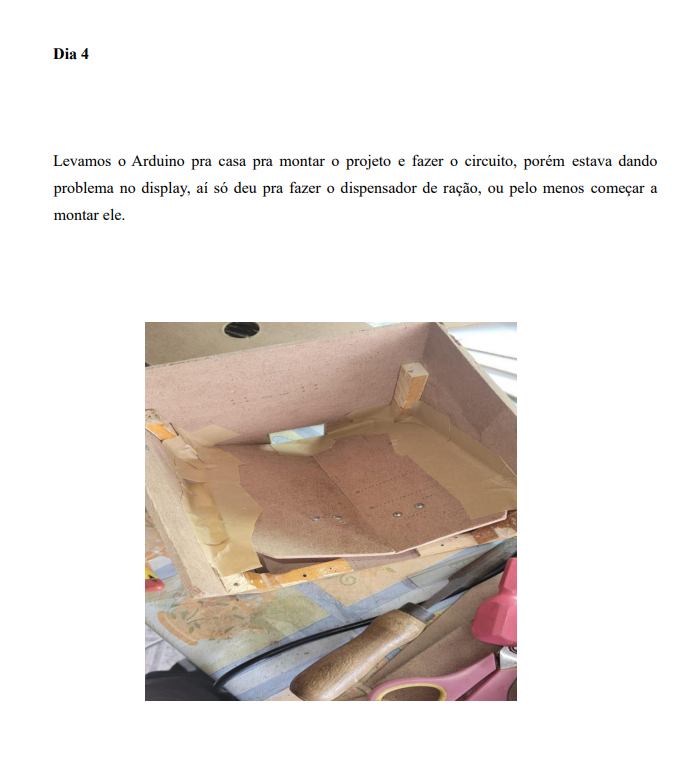 Dia 4
Levamos o Arduino pra casa pra montar o projeto e fazer o circuito, porém estava dando
problema no display, aí só deu pra fazer o dispensador de ração, ou pelo menos começar a
montar ele.